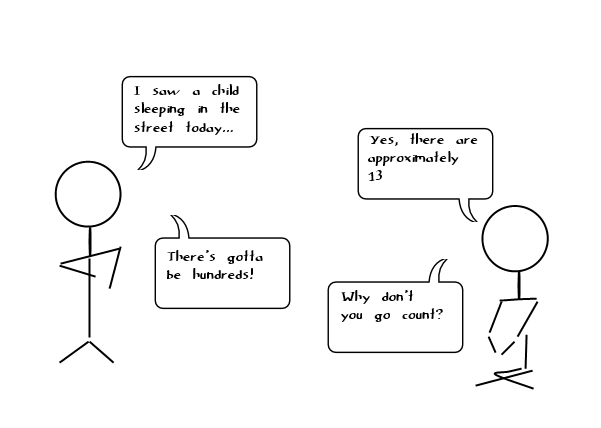 I saw a child
sleeping in the
street today...
Yes, there are
approximately
13
There's gotta
be hundreds!
Why don't
you go count?